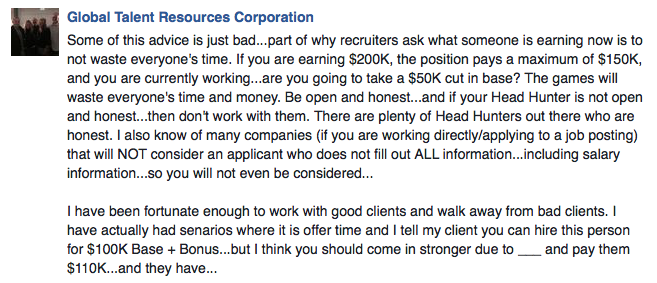 Global Talent Resources Corporation
Some of this advice is just bad...part of why recruiters ask what someone is earning now is to
not waste everyone's time. If you are earning $200K, the position pays a maximum of $150K,
and you are currently working...are you going to take a $50K cut in base? The games will
waste everyone's time and money. Be open and honest...and if your Head Hunter is not open
and honest...then don't work with them. There are plenty of Head Hunters out there who are
honest. I also know of many companies (if you are working directly/applying to a job posting)
that will NOT consider an applicant who does not fill out ALL information...including salary
information...so you will not even be considered...
I have been fortunate enough to work with good clients and walk away from bad clients. I
have actually had senarios where it is offer time and I tell my client you can hire this person
for $100K Base + Bonus...but I think you should come in stronger due to ___ and pay them
$110K...and they have...